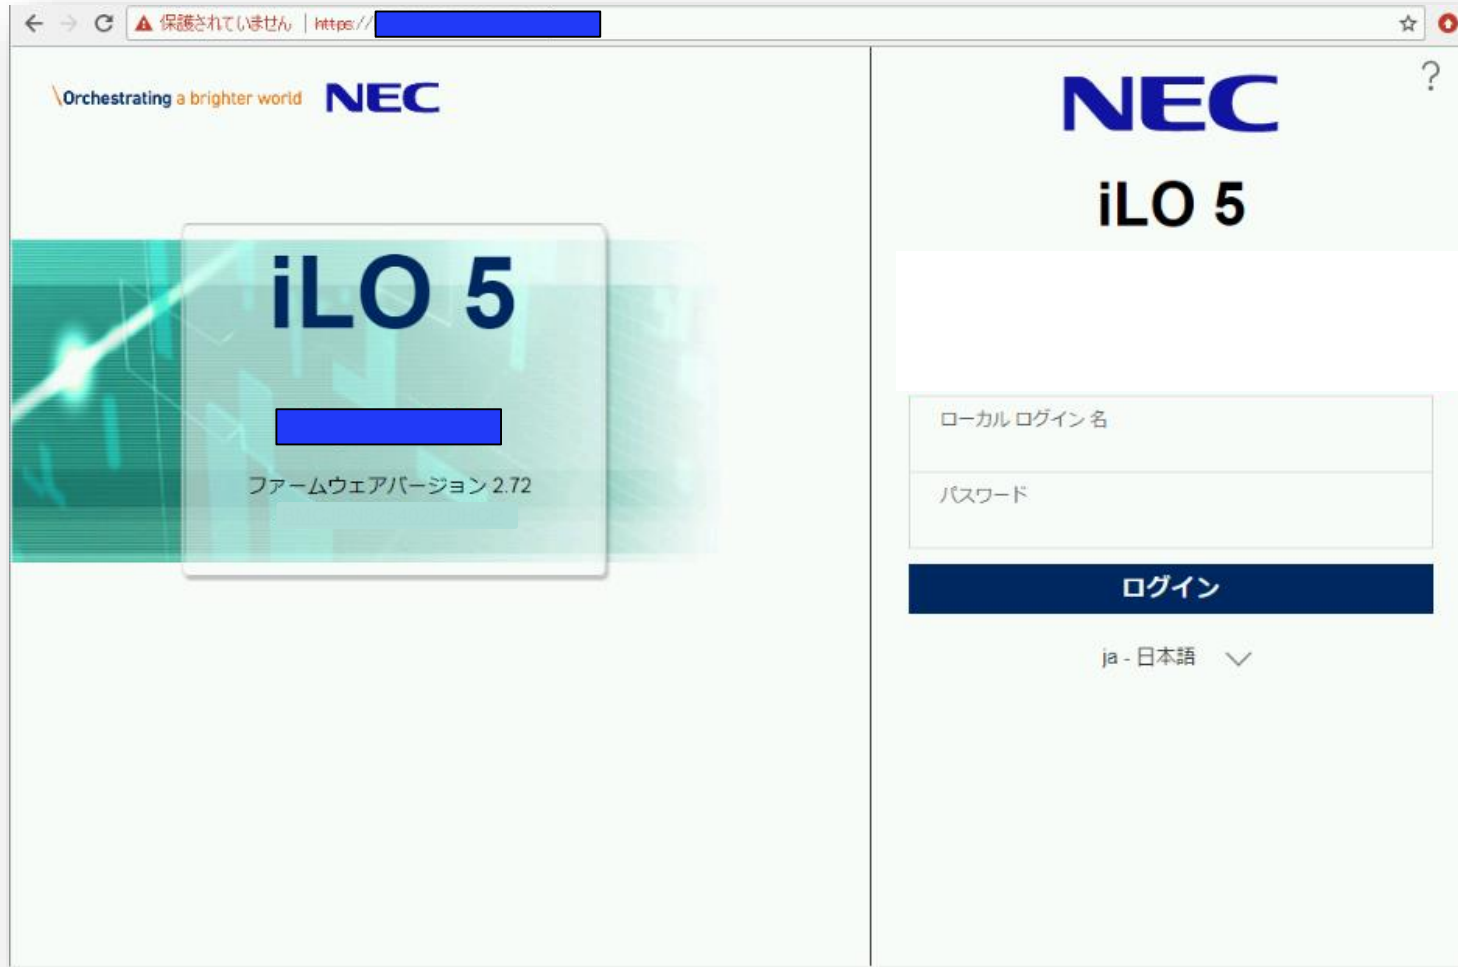 保護されていません | https://
\Orchestrating a brighter world NEC
iLO 5
ファームウェアバージョン 2.72
NEC
?
iLO 5
ローカル ログイン 名
パスワード
ログイン
ja - 日本語